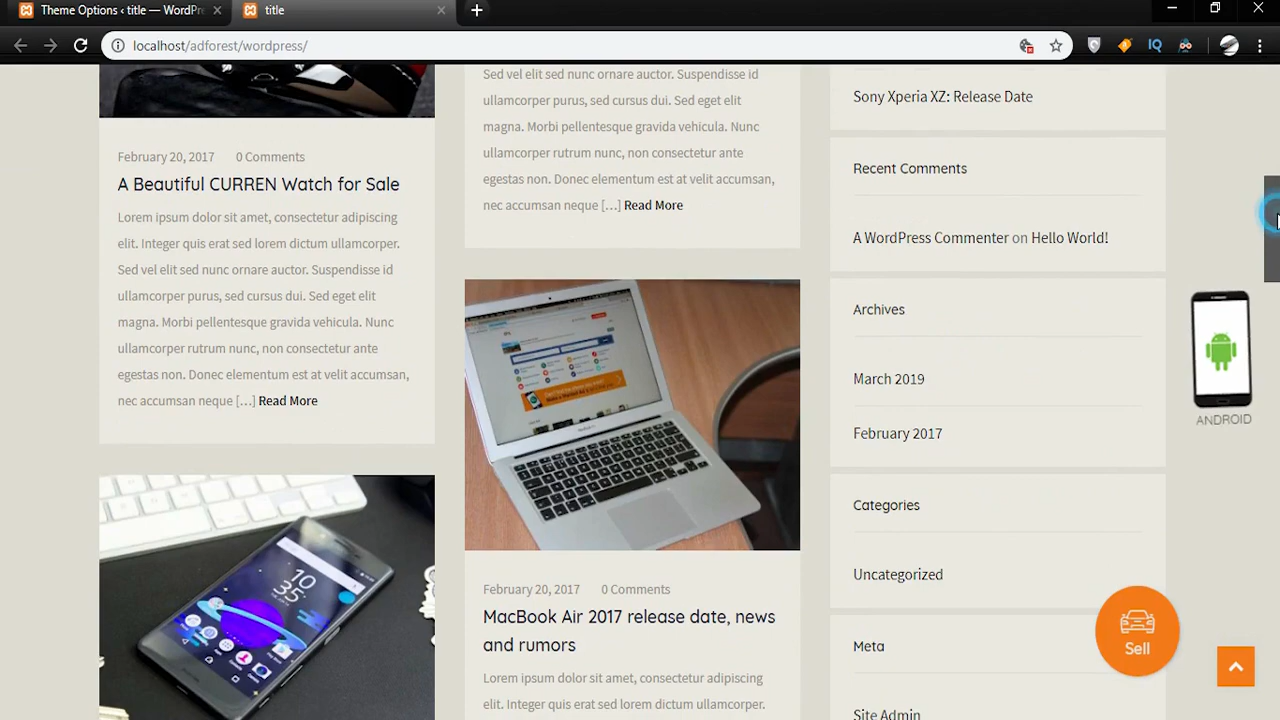 Theme Options ‹ title — WordPr
title
localhost/adforest/wordpress/
IQ
February 20, 2017 0 Comments
A Beautiful CURREN Watch for Sale
Lorem ipsum dolor sit amet, consectetur adipiscing
elit. Integer quis erat sed lorem dictum ullamcorper.
Sed vel elit sed nunc ornare auctor. Suspendisse id
ullamcorper purus, sed cursus dui. Sed eget elit
magna. Morbi pellentesque gravida vehicula. Nunc
ullamcorper rutrum nunc, non consectetur ante
egestas non. Donec elementum est at velit accumsan,
nec accumsan neque […] Read More
10
35
Sed vel elit sed nunc ornare auctor. Suspendisse id
ullamcorper purus, sed cursus dui. Sed eget elit
magna. Morbi pellentesque gravida vehicula. Nunc
ullamcorper rutrum nunc, non consectetur ante
egestas non. Donec elementum est at velit accumsan,
nec accumsan neque […] Read More
February 20, 2017 0 Comments
MacBook Air 2017 release date, news
and rumors
Lorem ipsum dolor sit amet, consectetur adipiscing
elit. Integer quis erat sed lorem dictum ullamcorper.
Sony Xperia XZ: Release Date
Recent Comments
A WordPress Commenter on Hello World!
Archives
March 2019
February 2017
Categories
Uncategorized
Meta
Site Admin
Sell
ANDROID